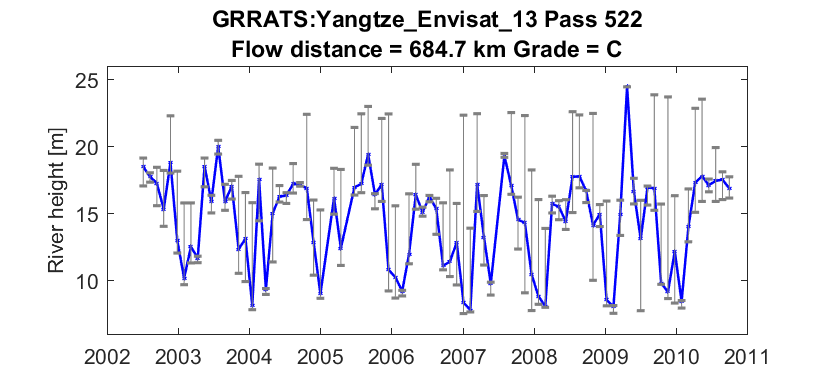 GRRATS:Yangtze_Envisat_13 Pass 522
Flow distance = 684.7 km Grade = C
River height [m]
25
20
15
10
2002 2003 2004 2005 2006 2007 2008 2009 2010 2011